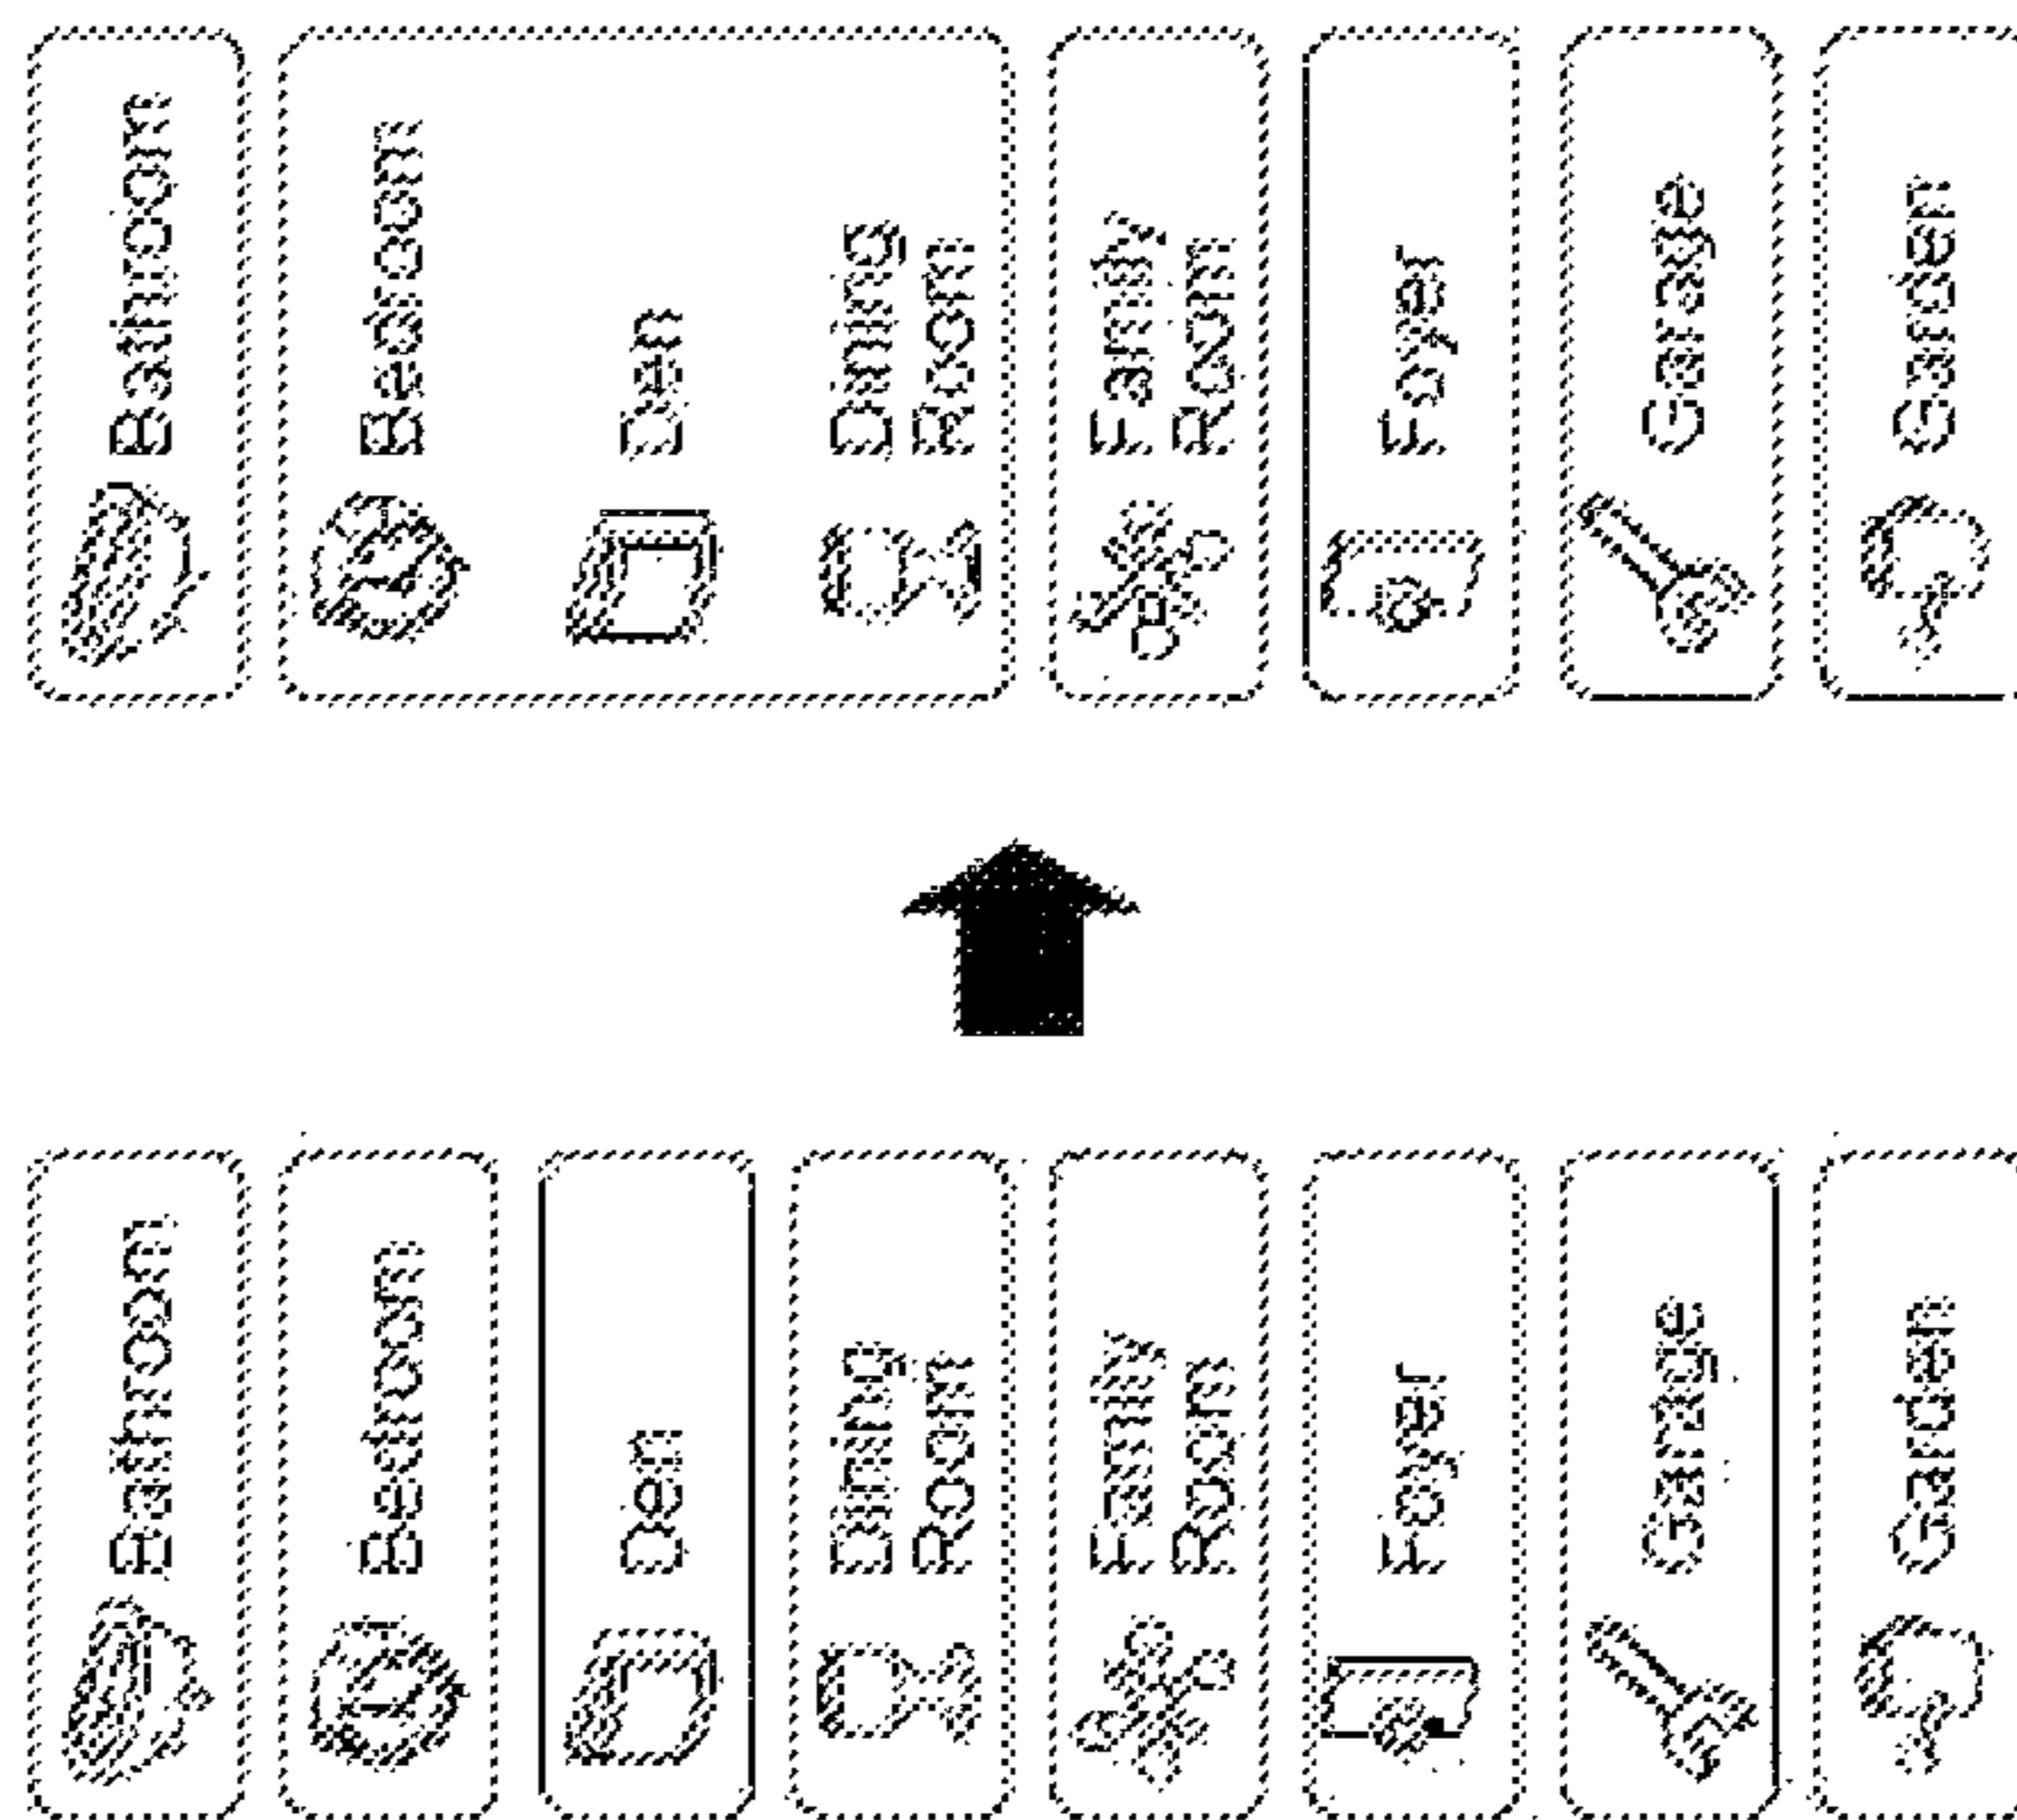 Bathroom
Bedroom
Den
Dining
Room
Family
Room
Foyer
Garage
Garden
Bathroom
Bedroom
Den
Dining
Room
Family
Room
Foyer
Garage
Garden